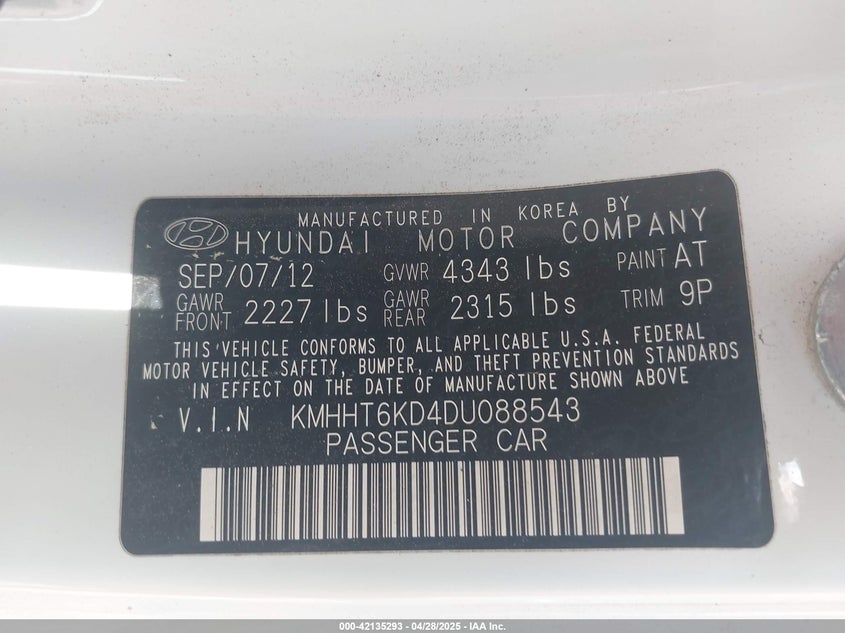 MANUFACTURED IN KOREA BY
HYUNDAI MOTOR COMPANY
SEP/07/12 GVWR 4343 lbs PAINT AT
GAWR FRONT 2227 lbs GAWR REAR 2315 lbs TRIM 9P
THIS VEHICLE CONFORMS TO ALL APPLICABLE U.S.A. FEDERAL
MOTOR VEHICLE SAFETY, BUMPER, AND THEFT PREVENTION STANDARDS
IN EFFECT ON THE DATE OF MANUFACTURE SHOWN ABOVE
V.I.N KMHHT6KD4DU088543
PASSENGER CAR
000-42135293 - 04/28/2025 - IAA Inc.